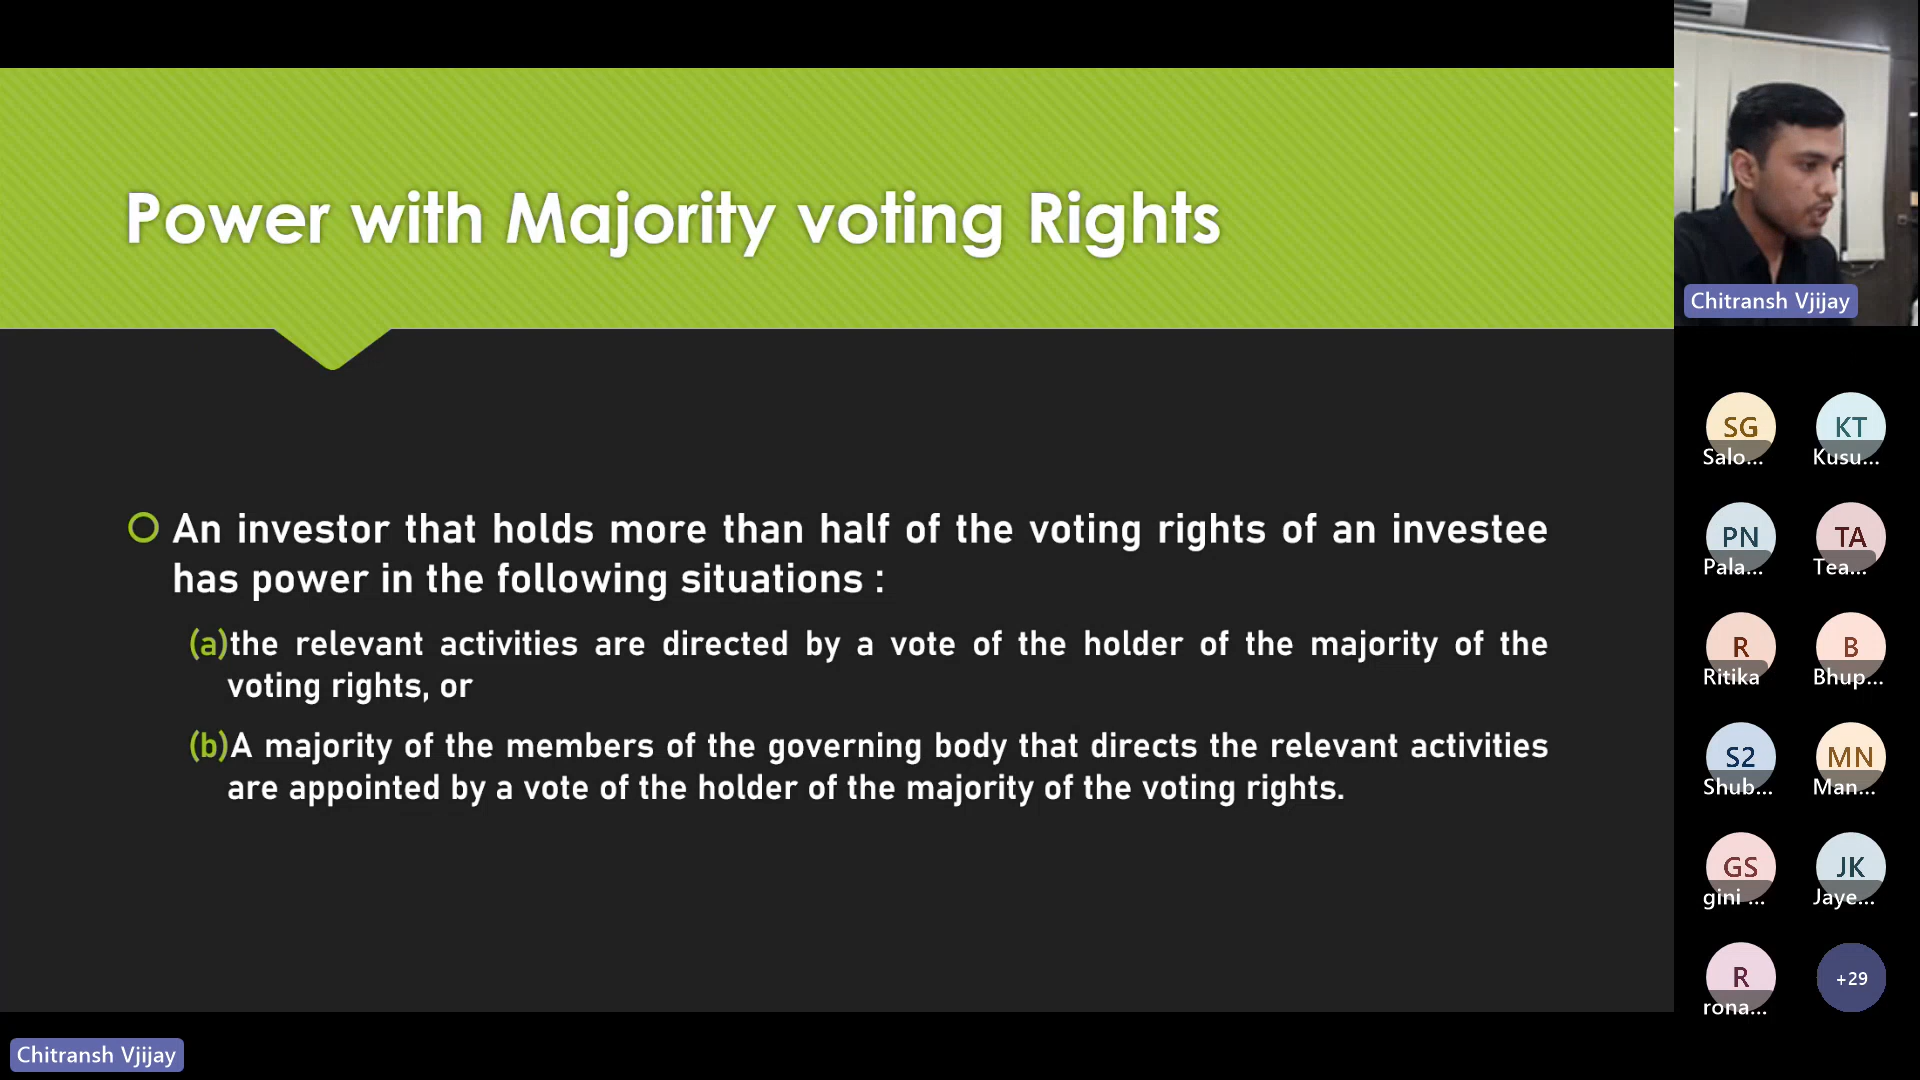 Power with Majority voting Rights
An investor that holds more than half of the voting rights of an investee
has power in the following situations :
(a)the relevant activities are directed by a vote of the holder of the majority of the
voting rights, or
(b)A majority of the members of the governing body that directs the relevant activities
are appointed by a vote of the holder of the majority of the voting rights.
Chitransh Vjijay
Chitransh Vjijay
SG KT
Salo... Kusu...
PN TA
Pala... Tea...
R B
Ritika Bhup...
S2 MN
Shub... Man...
GS JK
gini ... Jaye...
R +29
rona...